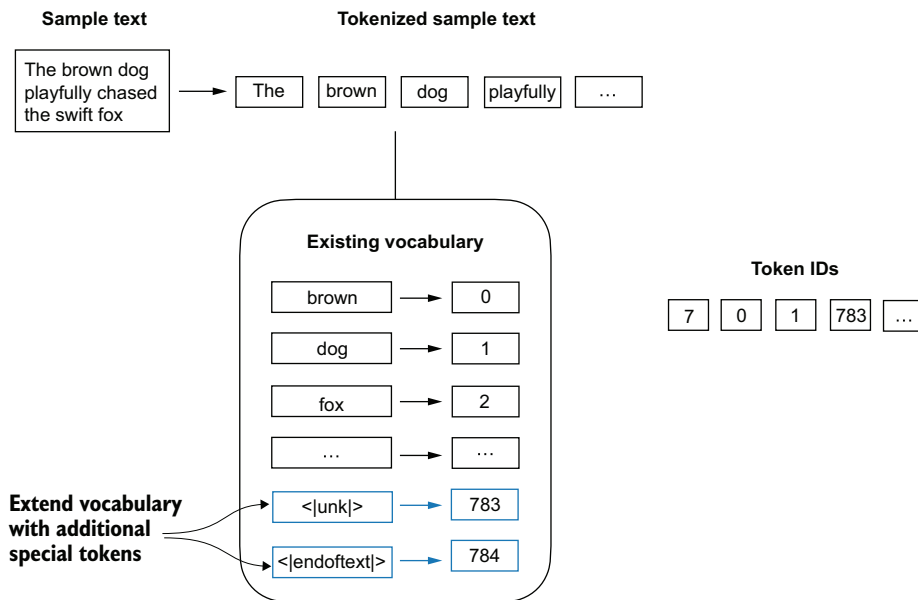 Sample text
Tokenized sample text
The brown dog
playfully chased
the swift fox
The brown dog playfully …
Existing vocabulary
brown 0
dog 1
fox 2
… …
<|unk|> 783
<|endoftext|> 784
Extend vocabulary
with additional
special tokens
Token IDs
7 0 1 783 …